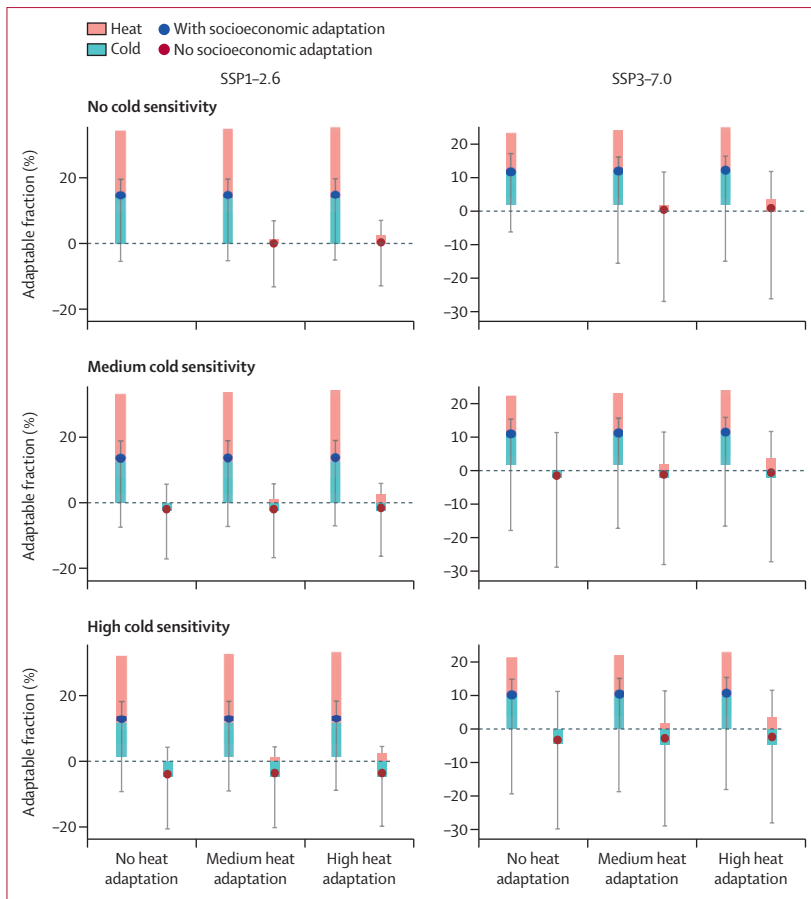 Heat
With socioeconomic adaptation
Cold
No socioeconomic adaptation
SSP1–2.6
SSP3–7.0
No cold sensitivity
Adaptable fraction (%)
20
0
–20
20
10
0
–10
–20
–30
Medium cold sensitivity
Adaptable fraction (%)
20
0
–20
20
10
0
–10
–20
–30
High cold sensitivity
Adaptable fraction (%)
20
0
–20
20
10
0
–10
–20
–30
No heat
adaptation
Medium heat
adaptation
High heat
adaptation
No heat
adaptation
Medium heat
adaptation
High heat
adaptation